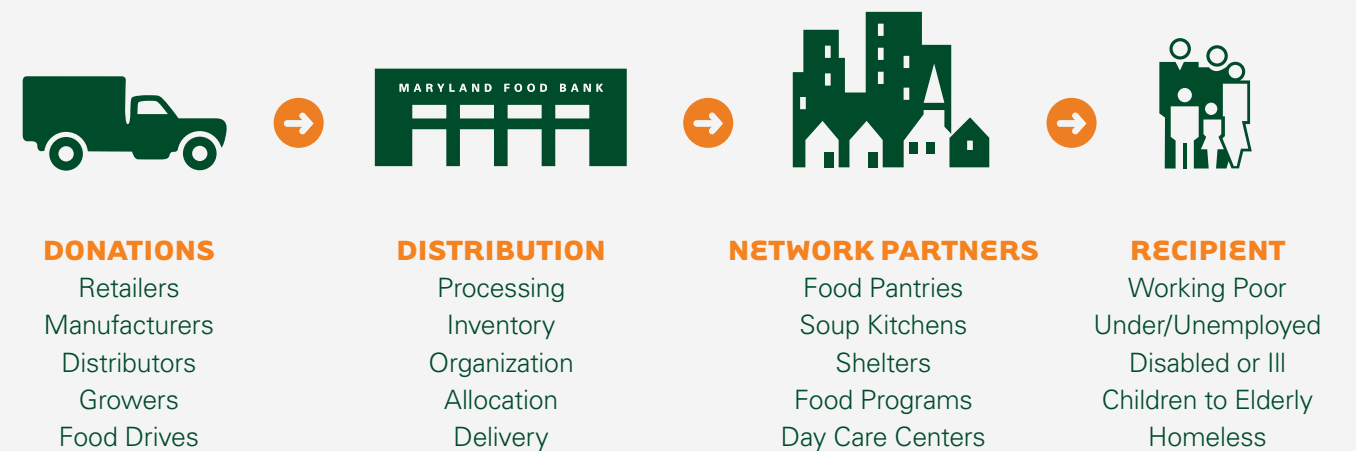 MARYLAND FOOD BANK
DONATIONS
Retailers
Manufacturers
Distributors
Growers
Food Drives
DISTRIBUTION
Processing
Inventory
Organization
Allocation
Delivery
NETWORK PARTNERS
Food Pantries
Soup Kitchens
Shelters
Food Programs
Day Care Centers
RECIPIENT
Working Poor
Under/Unemployed
Disabled or Ill
Children to Elderly
Homeless